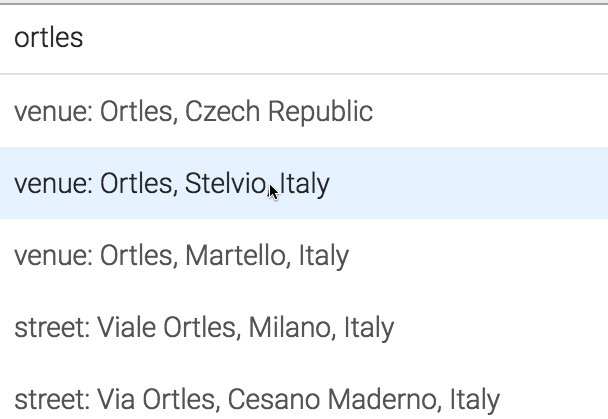 ortles
venue: Ortles, Czech Republic
venue: Ortles, Stelvio, Italy
venue: Ortles, Martello, Italy
street: Viale Ortles, Milano, Italy
street: Via Ortles, Cesano Maderno, Italy